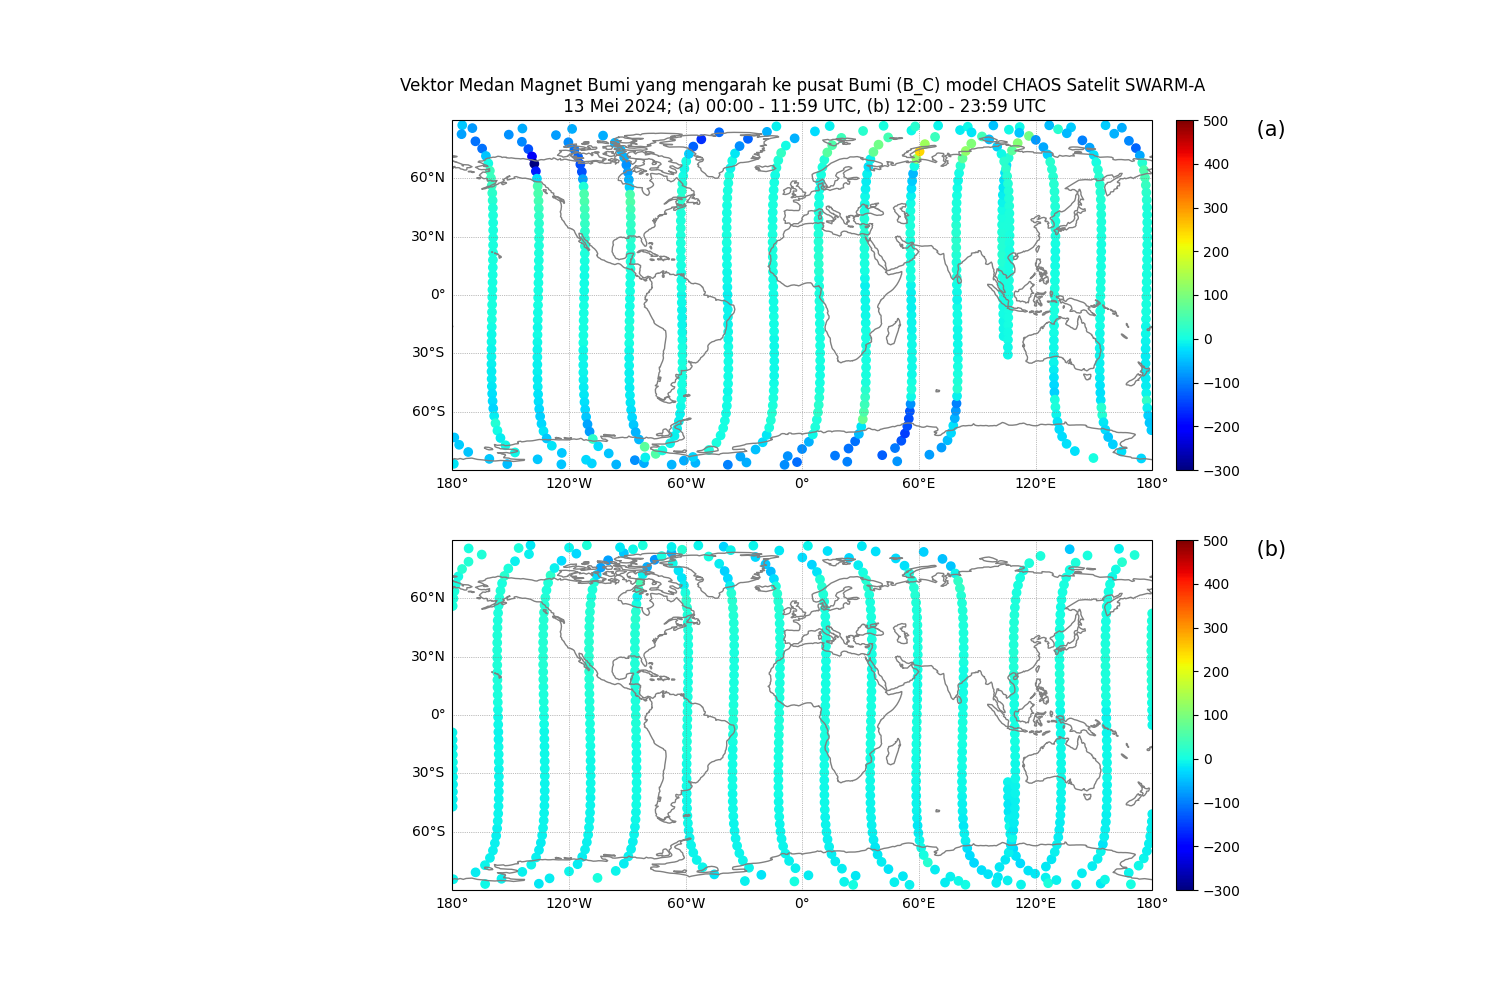 Vektor Medan Magnet Bumi yang mengarah ke pusat Bumi (B_C) model CHAOS Satelit SWARM-A
13 Mei 2024; (a) 00:00 - 11:59 UTC, (b) 12:00 - 23:59 UTC
(a)
60°N
30°N
0°
30°S
60°S
180°
120°W
60°W
0°
60°E
120°E
180°
500
400
300
200
100
0
−100
−200
−300
(b)
60°N
30°N
0°
30°S
60°S
180°
120°W
60°W
0°
60°E
120°E
180°
500
400
300
200
100
0
−100
−200
−300